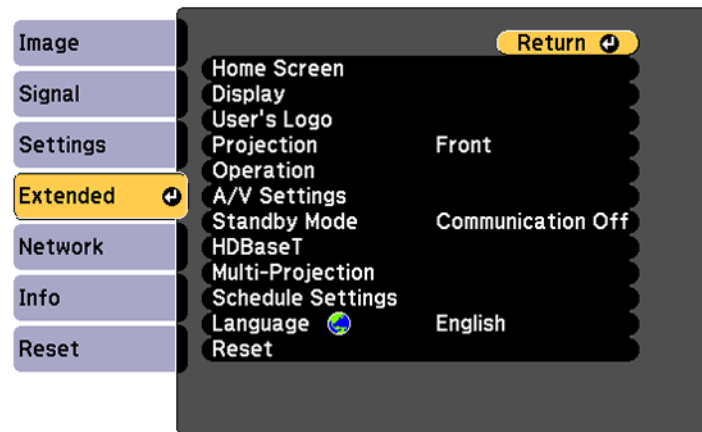 Image
Signal
Settings
Extended
Network
Info
Reset
Return
Home Screen
Display
User's Logo
Projection Front
Operation
A/V Settings
Standby Mode Communication Off
HDBaseT
Multi-Projection
Schedule Settings
Language English
Reset